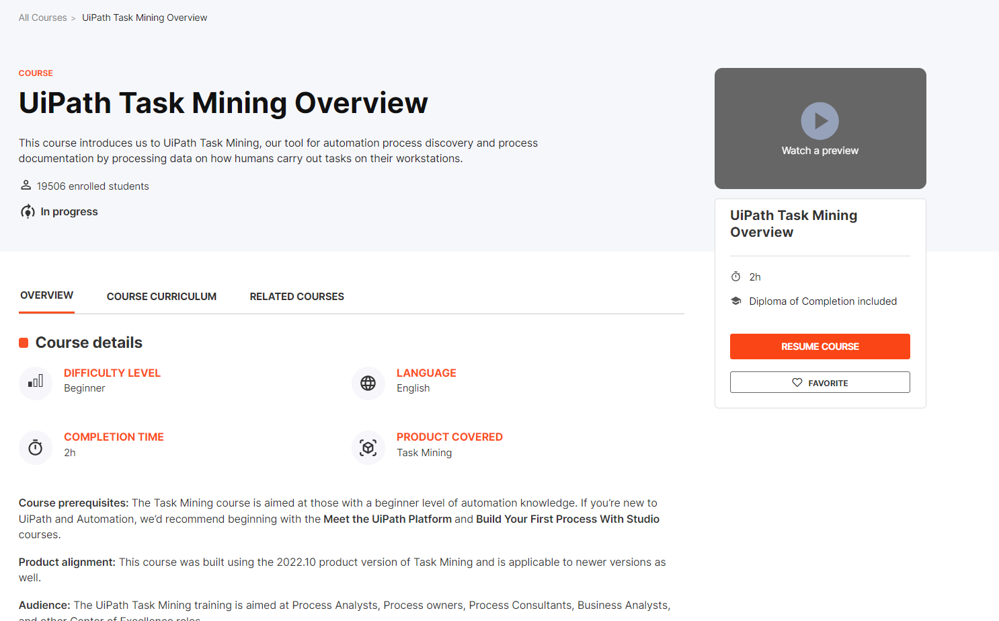 All Courses > UiPath Task Mining Overview
COURSE
UiPath Task Mining Overview
This course introduces us to UiPath Task Mining, our tool for automation process discovery and process
documentation by processing data on how humans carry out tasks on their workstations.
19506 enrolled students
In progress
Watch a preview
UiPath Task Mining
Overview
2h
Diploma of Completion included
RESUME COURSE
FAVORITE
OVERVIEW
COURSE CURRICULUM
RELATED COURSES
Course details
DIFFICULTY LEVEL
Beginner
LANGUAGE
English
COMPLETION TIME
2h
PRODUCT COVERED
Task Mining
Course prerequisites: The Task Mining course is aimed at those with a beginner level of automation knowledge. If you’re new to
UiPath and Automation, we’d recommend beginning with the Meet the UiPath Platform and Build Your First Process With Studio
courses.
Product alignment: This course was built using the 2022.10 product version of Task Mining and is applicable to newer versions as
well.
Audience: The UiPath Task Mining training is aimed at Process Analysts, Process owners, Process Consultants, Business Analysts,
and other Center of Excellence roles.